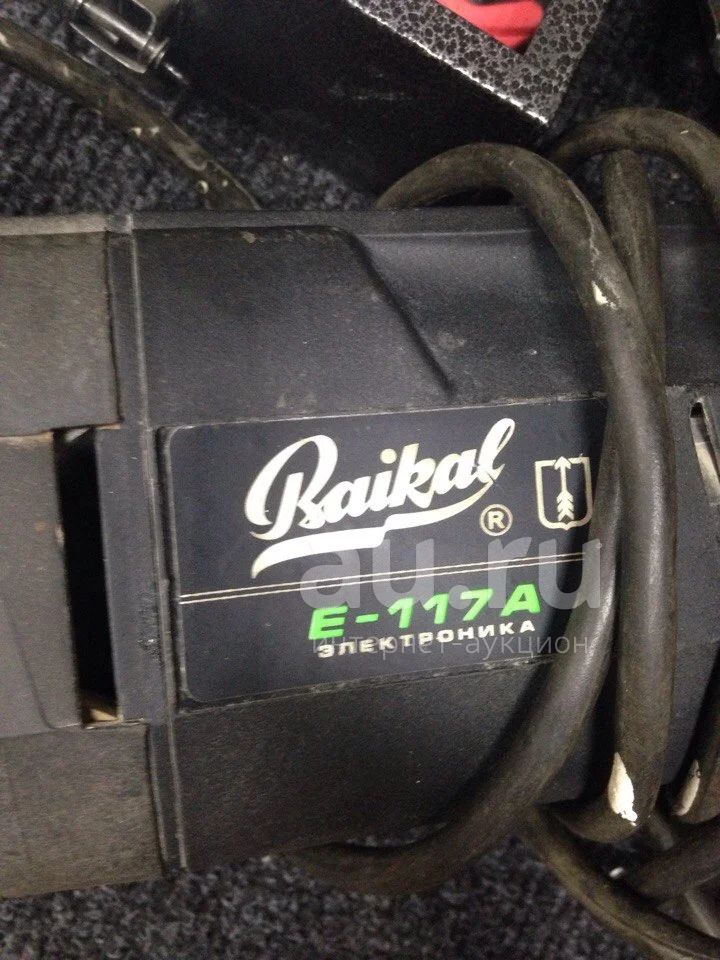 Baikal
®
au.ru
E-117A
ЭЛЕКТРОНИКА
интернет-аукцион